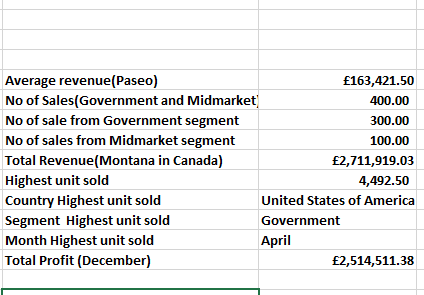 Average revenue(Paseo) £163,421.50
No of Sales(Government and Midmarket) 400.00
No of sale from Government segment 300.00
No of sales from Midmarket segment 100.00
Total Revenue(Montana in Canada) £2,711,919.03
Highest unit sold 4,492.50
Country Highest unit sold United States of America
Segment Highest unit sold Government
Month Highest unit sold April
Total Profit (December) £2,514,511.38